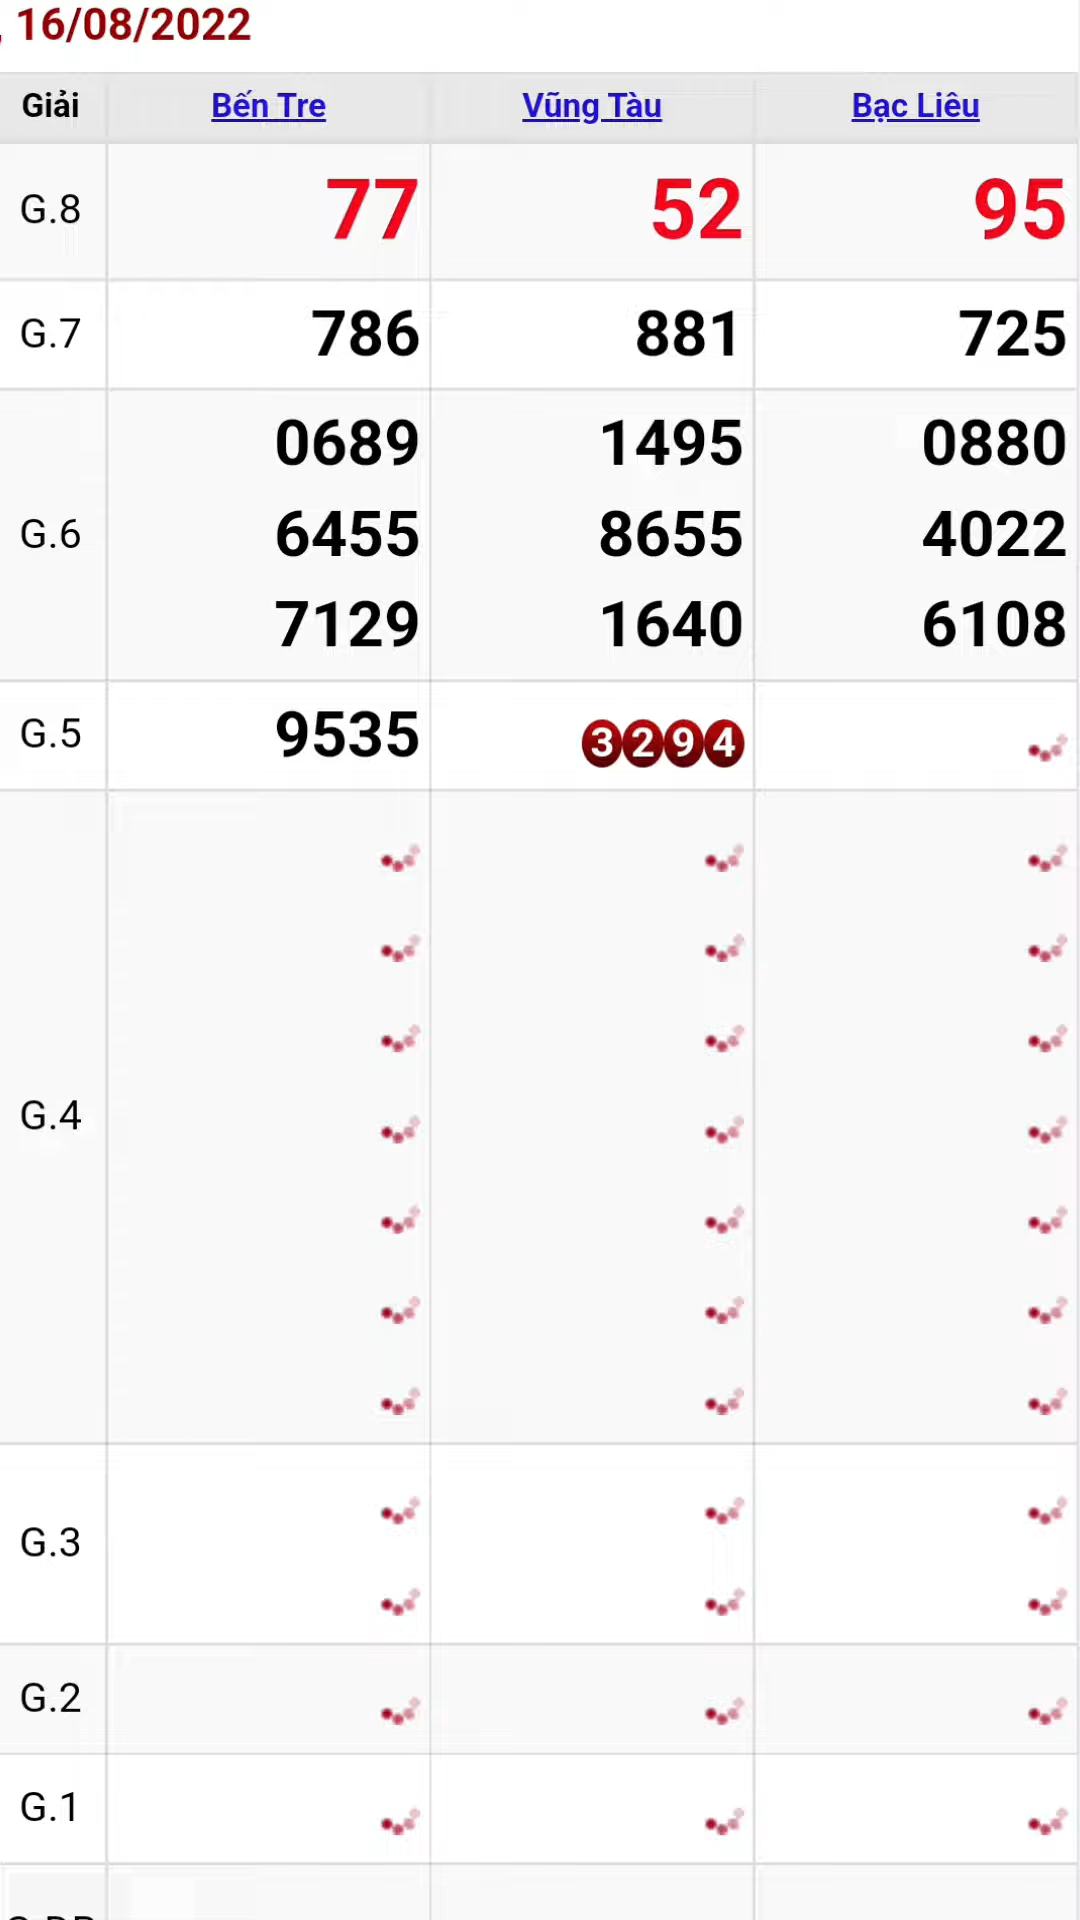 , 16/08/2022
Giải Bến Tre Vũng Tàu Bạc Liêu
G.8 77 52 95
G.7 786 881 725
0689 1495 0880
G.6 6455 8655 4022
7129 1640 6108
G.5 9535 3294
G.4
G.3
G.2
G.1